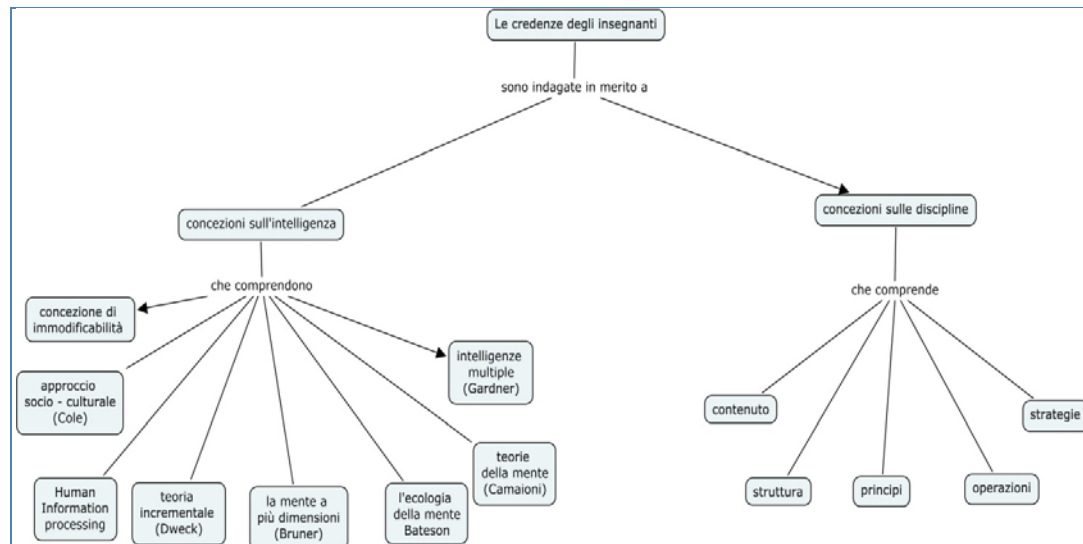 Le credenze degli insegnanti
sono indagate in merito a
concezioni sull'intelligenza
concezioni sulle discipline
che comprendono
che comprende
concezione di
immodificabilità
approccio
socio - culturale
(Cole)
Human
Information
processing
teoria
incrementale
(Dweck)
la mente a
più dimensioni
(Bruner)
l'ecologia
della mente
Bateson
teorie
della mente
(Camaioni)
intelligenze
multiple
(Gardner)
contenuto
struttura
principi
operazioni
strategie